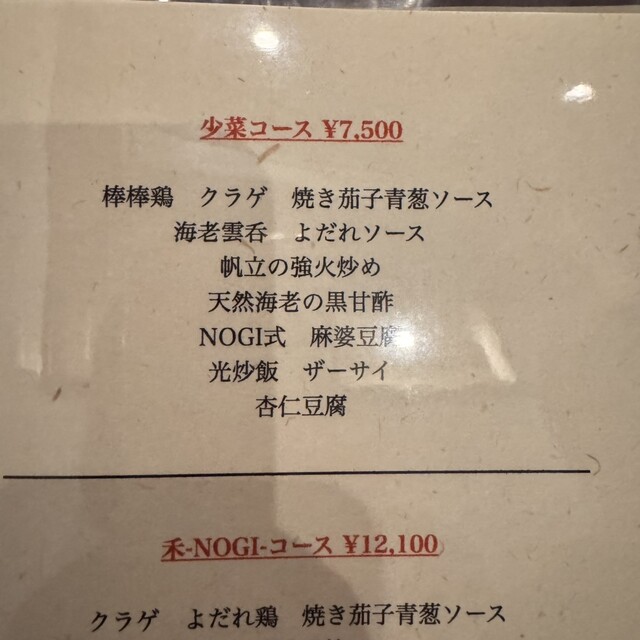 少菜コース ¥7,500
棒棒鶏　クラゲ　焼き茄子青葱ソース
海老雲呑　よだれソース
帆立の強火炒め
天然海老の黒甘酢
NOGI式　麻婆豆腐
光炒飯　ザーサイ
杏仁豆腐
禾-NOGI-コース ¥12,100
クラゲ　よだれ鶏　焼き茄子青葱ソース